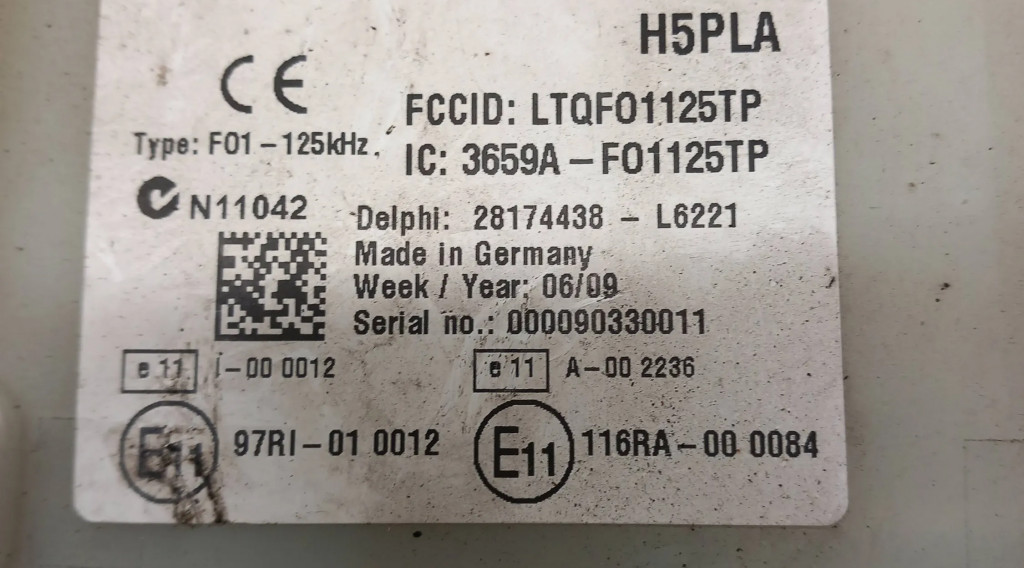 H5PLA
CE
FCCID: LTQFO1125TP
Type: F01-125kHz.
IC: 3659A-FO1125TP
N11042
Delphi: 28174438 - L6221
Made in Germany
Week / Year: 06/09
Serial no.: 000090330011
e 11 I-00 0012
e 11 A-00 2236
E11 97RI-01 0012
E11 116RA-00 0084